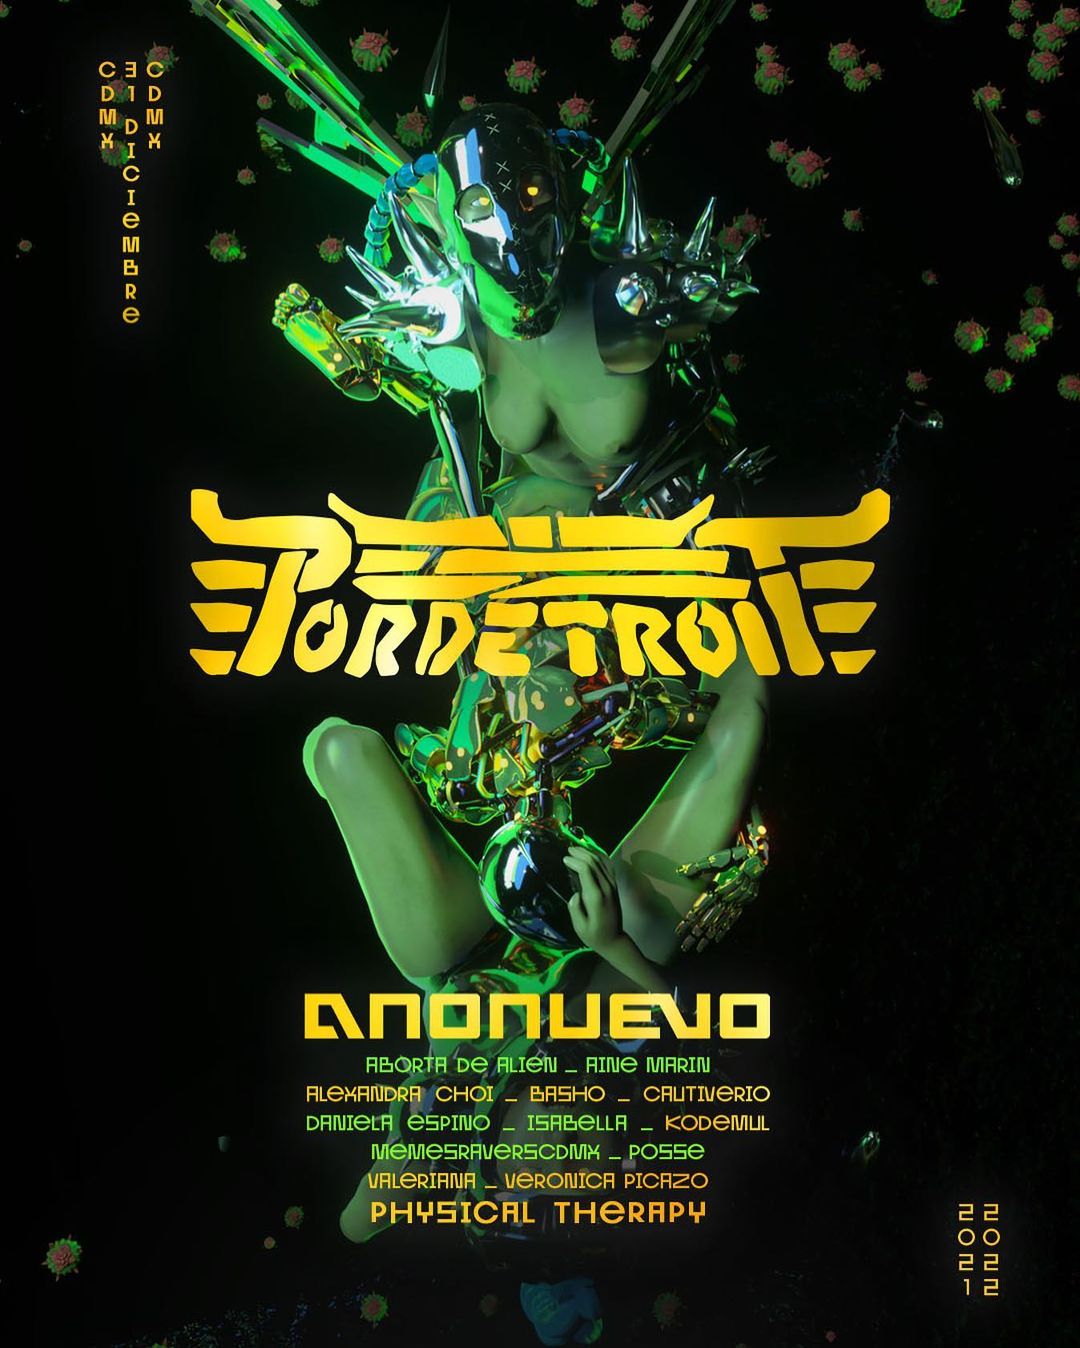 CDMX
31 DICIEMBRE
CDMX
PORDETROIT
ANONUEVO
ABORTA DE ALIEN _ AINE MARIN
ALEXANDRA CHOI _ BASHO _ CAUTIVERIO
DANIELA ESPINO _ ISABELLA _ KODEMUL
MEMESRAVERSCDMX _ POSSE
VALERIANA _ VERONICA PICAZO
PHYSICAL THERAPY
2021
2022